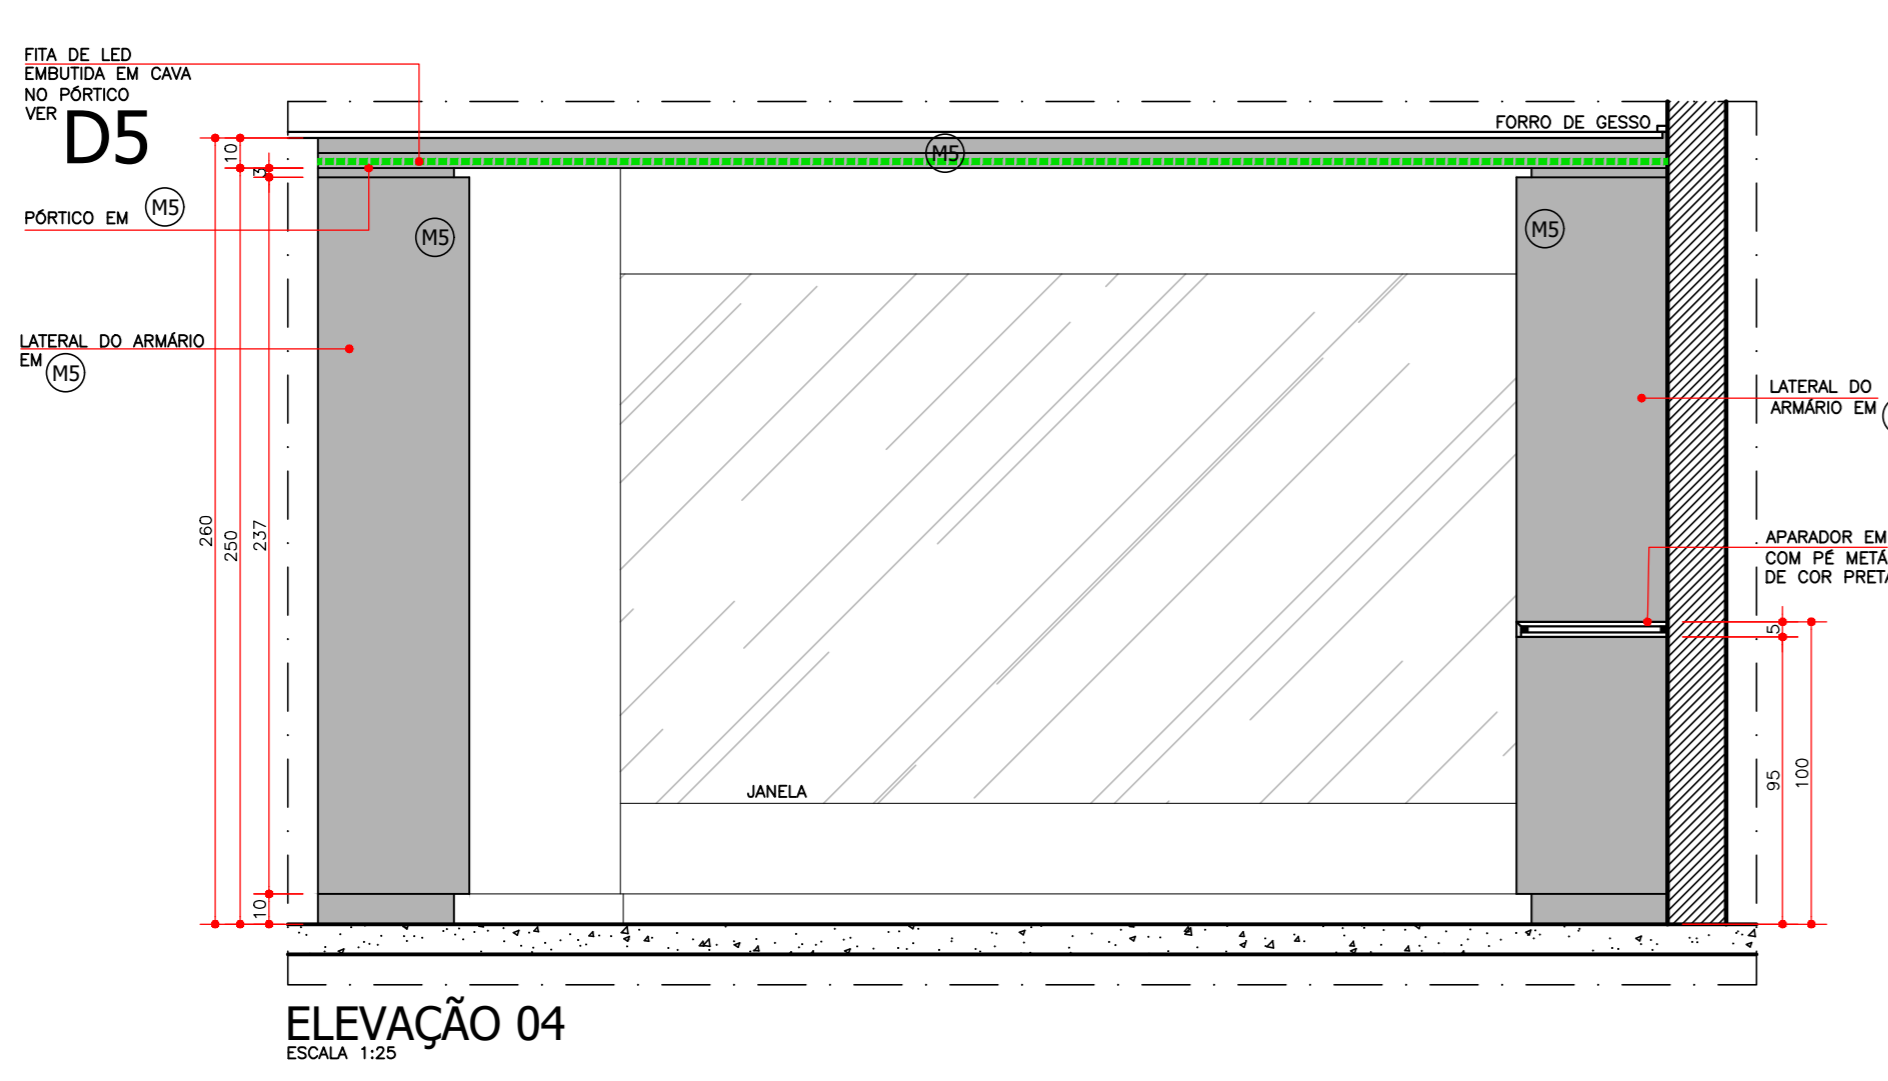 FITA DE LED
EMBUTIDA EM CAVA
NO PÓRTICO
VER D5
FORRO DE GESSO
M5
10
3
PÓRTICO EM M5
M5
M5
LATERAL DO ARMÁRIO
EM M5
LATERAL DO
ARMÁRIO EM
260
250
237
APARADOR EM
COM PÉ METÁ
DE COR PRETA
5
95
100
JANELA
10
ELEVAÇÃO 04
ESCALA 1:25